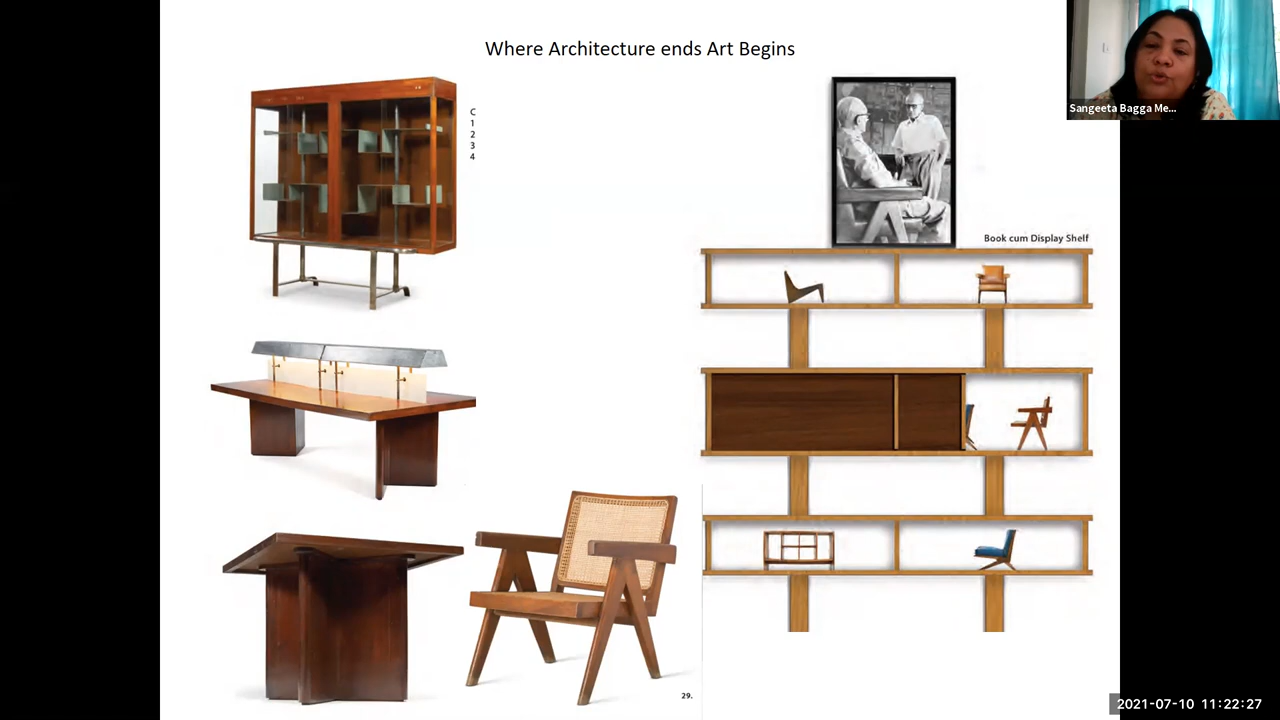 Where Architecture ends Art Begins
C
1
2
3
4
Sangeeta Bagga Me...
Book cum Display Shelf
29.
2021-07-10 11:22:27